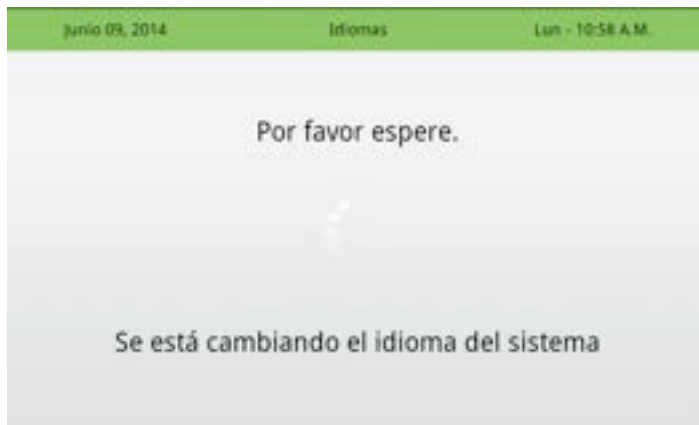 Junio 09, 2014 Idiomas Lun - 10:58 A.M.
Por favor espere.
Se está cambiando el idioma del sistema